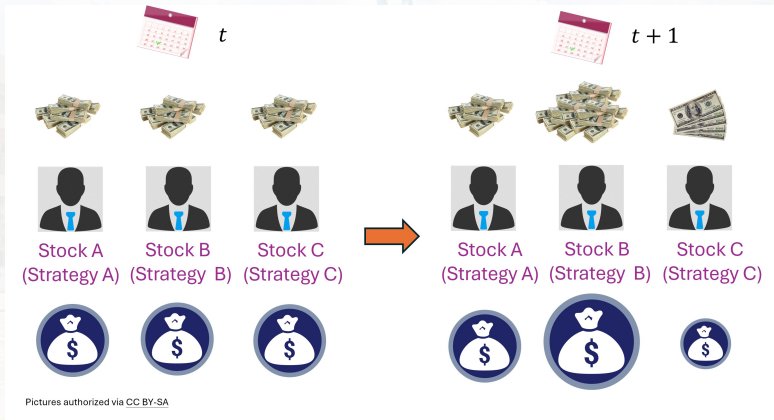 t
t + 1
Stock A
(Strategy A)
Stock B
(Strategy B)
Stock C
(Strategy C)
$
$
$
Stock A
(Strategy A)
Stock B
(Strategy B)
Stock C
(Strategy C)
$
$
$
Pictures authorized via CC BY-SA